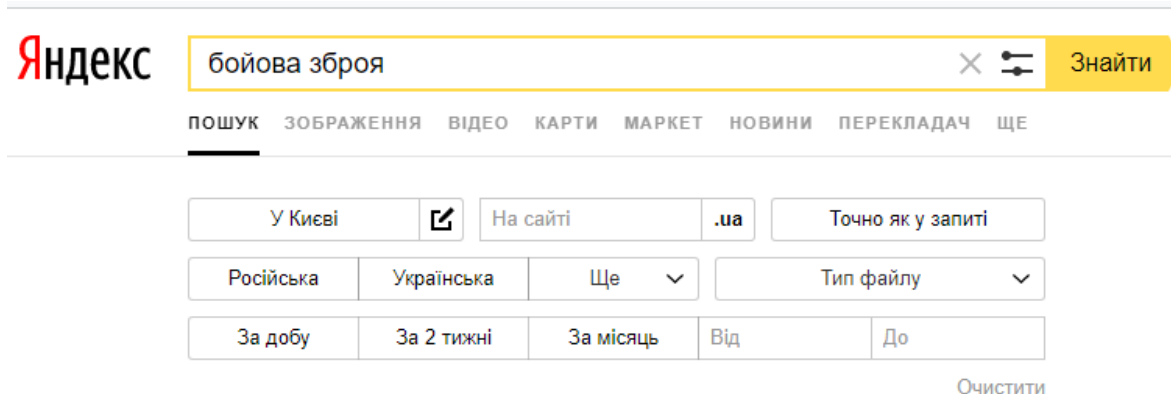 Яндекс бойова зброя Знайти
ПОШУК ЗОБРАЖЕННЯ ВІДЕО КАРТИ МАРКЕТ НОВИНИ ПЕРЕКЛАДАЧ ЩЕ
У Києві На сайті .ua Точно як у запиті
Російська Українська Ще Тип файлу
За добу За 2 тижні За місяць Від До
Очистити